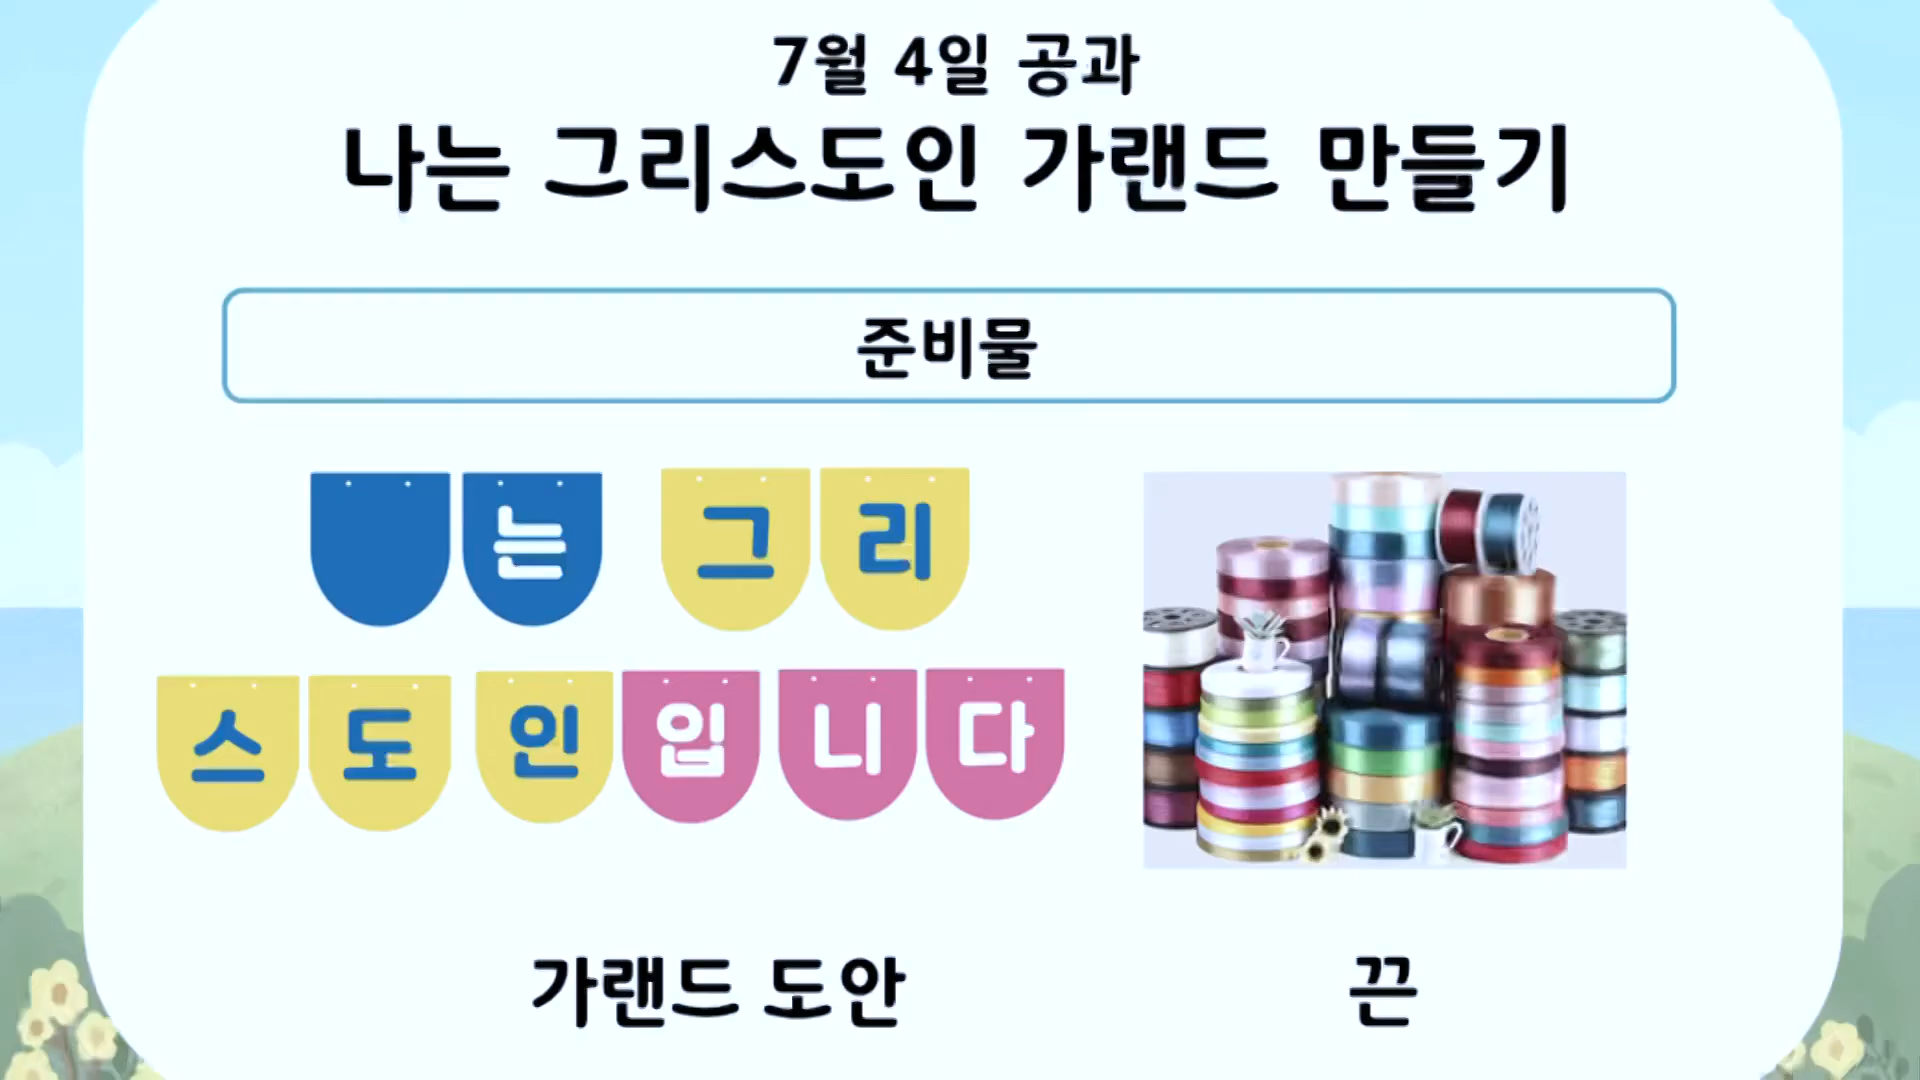 7월 4일 공과
나는 그리스도인 가랜드 만들기
준비물
는 그 리
스 도 인 입 니 다
가랜드 도안
끈